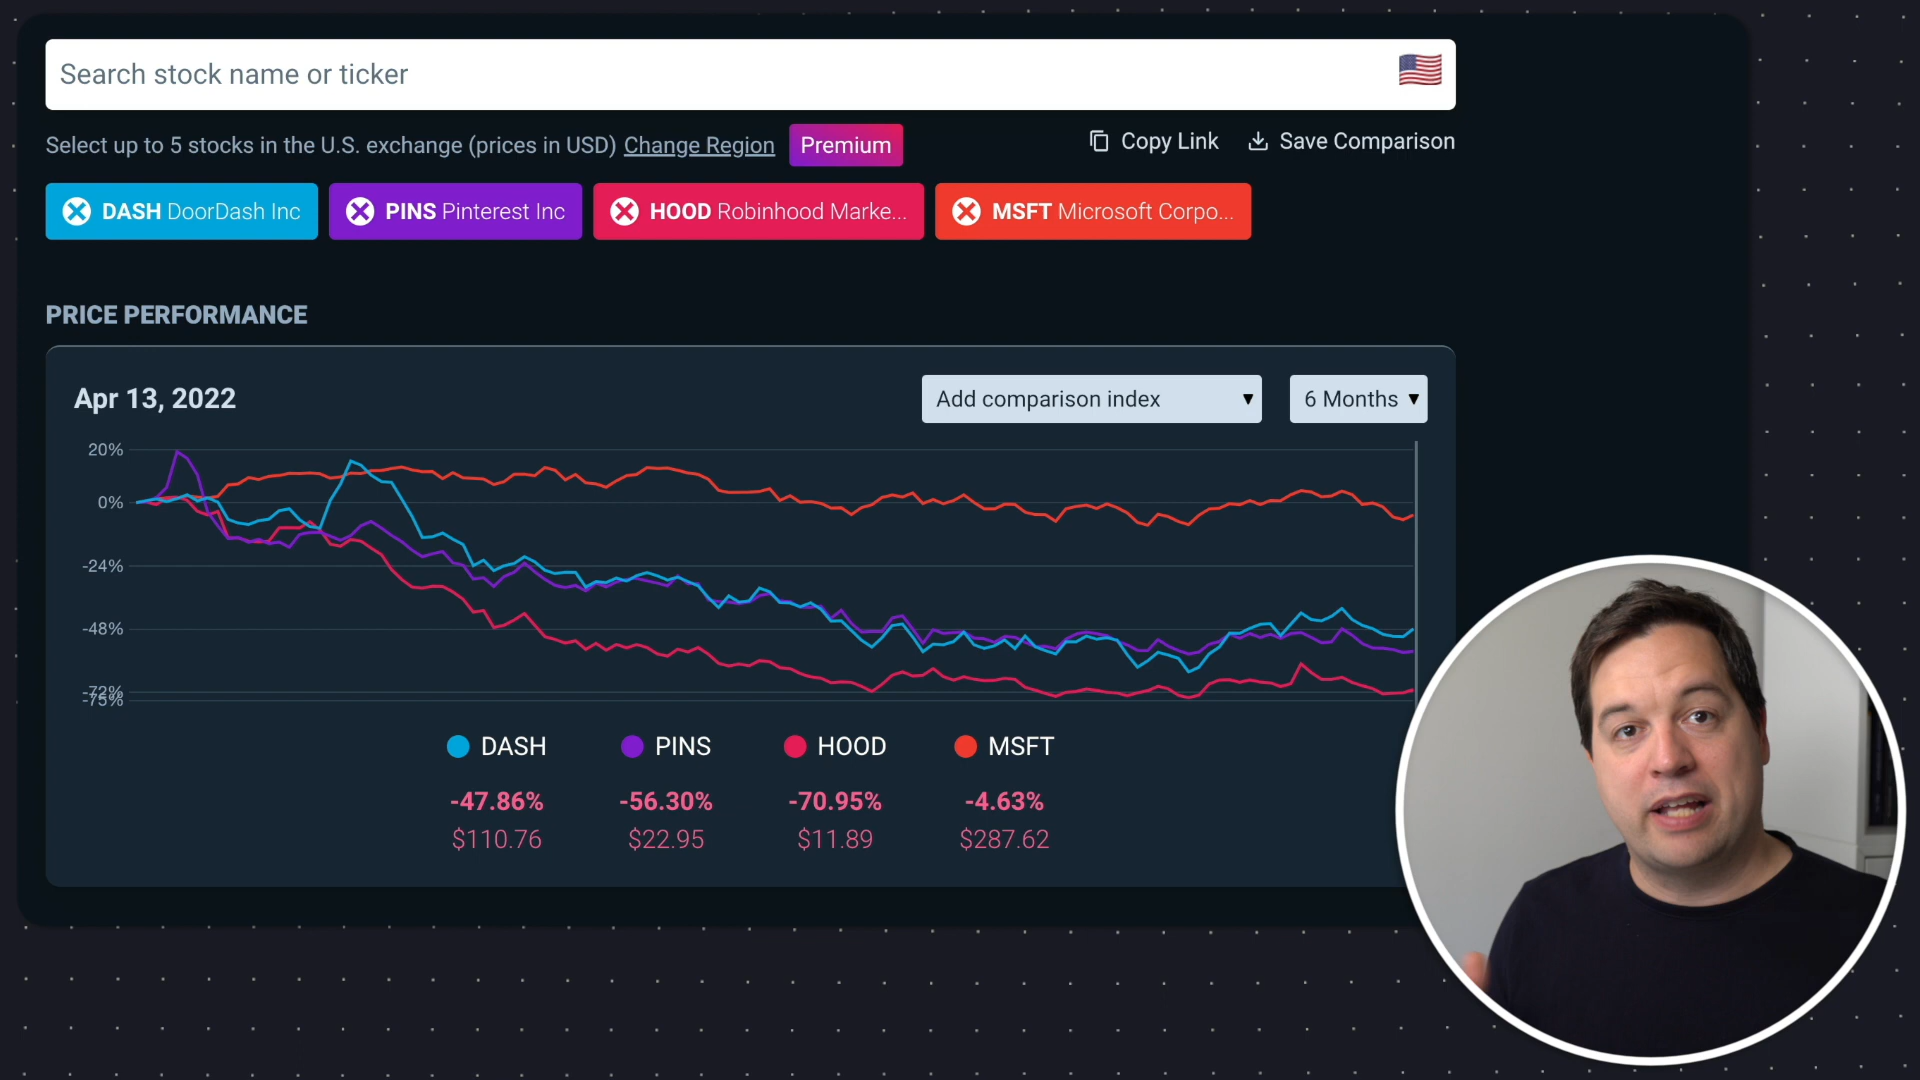 Search stock name or ticker
Select up to 5 stocks in the U.S. exchange (prices in USD) Change Region Premium Copy Link Save Comparison
DASH DoorDash Inc PINS Pinterest Inc HOOD Robinhood Marke... MSFT Microsoft Corpo...
PRICE PERFORMANCE
Apr 13, 2022 Add comparison index 6 Months
20%
0%
-24%
-48%
-72%
-75%
DASH PINS HOOD MSFT
-47.86% -56.30% -70.95% -4.63%
$110.76 $22.95 $11.89 $287.62